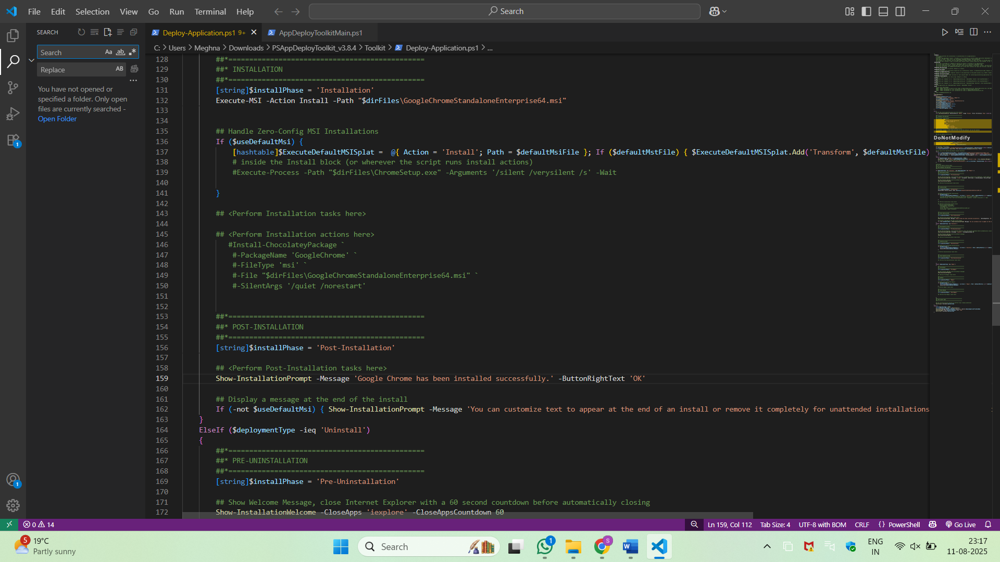 File Edit Selection View Go Run Terminal Help
Search
SEARCH
Search
Aa ab .*
Replace
AB
You have not opened or
specified a folder. Only open
files are currently searched -
Open Folder
1
1
Deploy-Application.ps1 9+
AppDeployToolkitMain.ps1
C: > Users > Meghna > Downloads > PSAppDeployToolkit_v3.8.4 > Toolkit > Deploy-Application.ps1 > ...
128 ##*===============================================
129 ##* INSTALLATION
130 ##*===============================================
131 [string]$installPhase = 'Installation'
132 Execute-MSI -Action Install -Path "$dirFiles\GoogleChromeStandaloneEnterprise64.msi"
133
134
135 ## Handle Zero-Config MSI Installations
136 If ($useDefaultMsi) {
137 [hashtable]$ExecuteDefaultMSISplat =  @{ Action = 'Install'; Path = $defaultMsiFile }; If ($defaultMstFile) { $ExecuteDefaultMSISplat.Add('Transform', $defaultMstFile)
138 # inside the Install block (or wherever the script runs install actions)
139 #Execute-Process -Path "$dirFiles\ChromeSetup.exe" -Arguments '/silent /verysilent /s' -Wait
140
141 }
142
143 ## <Perform Installation tasks here>
144
145 ## <Perform Installation actions here>
146 #Install-ChocolateyPackage `
147 #-PackageName 'GoogleChrome' `
148 #-FileType 'msi' `
149 #-File "$dirFiles\GoogleChromeStandaloneEnterprise64.msi" `
150 #-SilentArgs '/quiet /norestart'
151
152
153 ##*===============================================
154 ##* POST-INSTALLATION
155 ##*===============================================
156 [string]$installPhase = 'Post-Installation'
157
158 ## <Perform Post-Installation tasks here>
159 Show-InstallationPrompt -Message 'Google Chrome has been installed successfully.' -ButtonRightText 'OK'
160
161 ## Display a message at the end of the install
162 If (-not $useDefaultMsi) { Show-InstallationPrompt -Message 'You can customize text to appear at the end of an install or remove it completely for unattended installations
163 }
164 ElseIf ($deploymentType -ieq 'Uninstall')
165 {
166 ##*===============================================
167 ##* PRE-UNINSTALLATION
168 ##*===============================================
169 [string]$installPhase = 'Pre-Uninstallation'
170
171 ## Show Welcome Message, close Internet Explorer with a 60 second countdown before automatically closing
172 Show-InstallationWelcome -CloseApps 'iexplore' -CloseAppsCountdown 60
DoNotModify
0 14
Ln 159, Col 112 Tab Size: 4 UTF-8 with BOM CRLF {} PowerShell Go Live
5
19°C
Partly sunny
Search
1
S
W
ENG
IN
23:17
11-08-2025